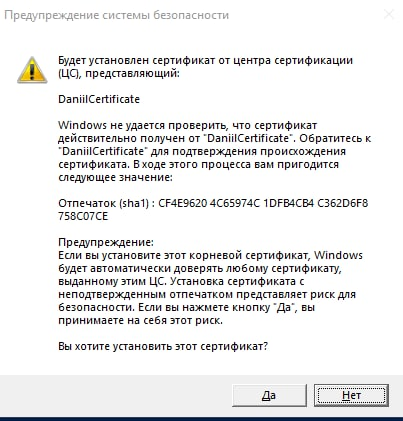 Предупреждение системы безопасности
Будет установлен сертификат от центра сертификации
(ЦС), представляющий:
DaniilCertificate
Windows не удается проверить, что сертификат
действительно получен от "DaniilCertificate". Обратитесь к
"DaniilCertificate" для подтверждения происхождения
сертификата. В ходе этого процесса вам пригодится
следующее значение:
Отпечаток (sha1) : CF4E9620 4C65974C 1DFB4CB4 C362D6F8
758C07CE
Предупреждение:
Если вы установите этот корневой сертификат, Windows
будет автоматически доверять любому сертификату,
выданному этим ЦС. Установка сертификата с
неподтвержденным отпечатком представляет риск для
безопасности. Если вы нажмете кнопку "Да", вы
принимаете на себя этот риск.
Вы хотите установить этот сертификат?
Да Нет